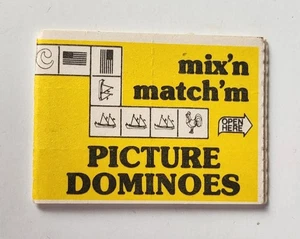 mix'n
match'm
OPEN
HERE
PICTURE
DOMINOES